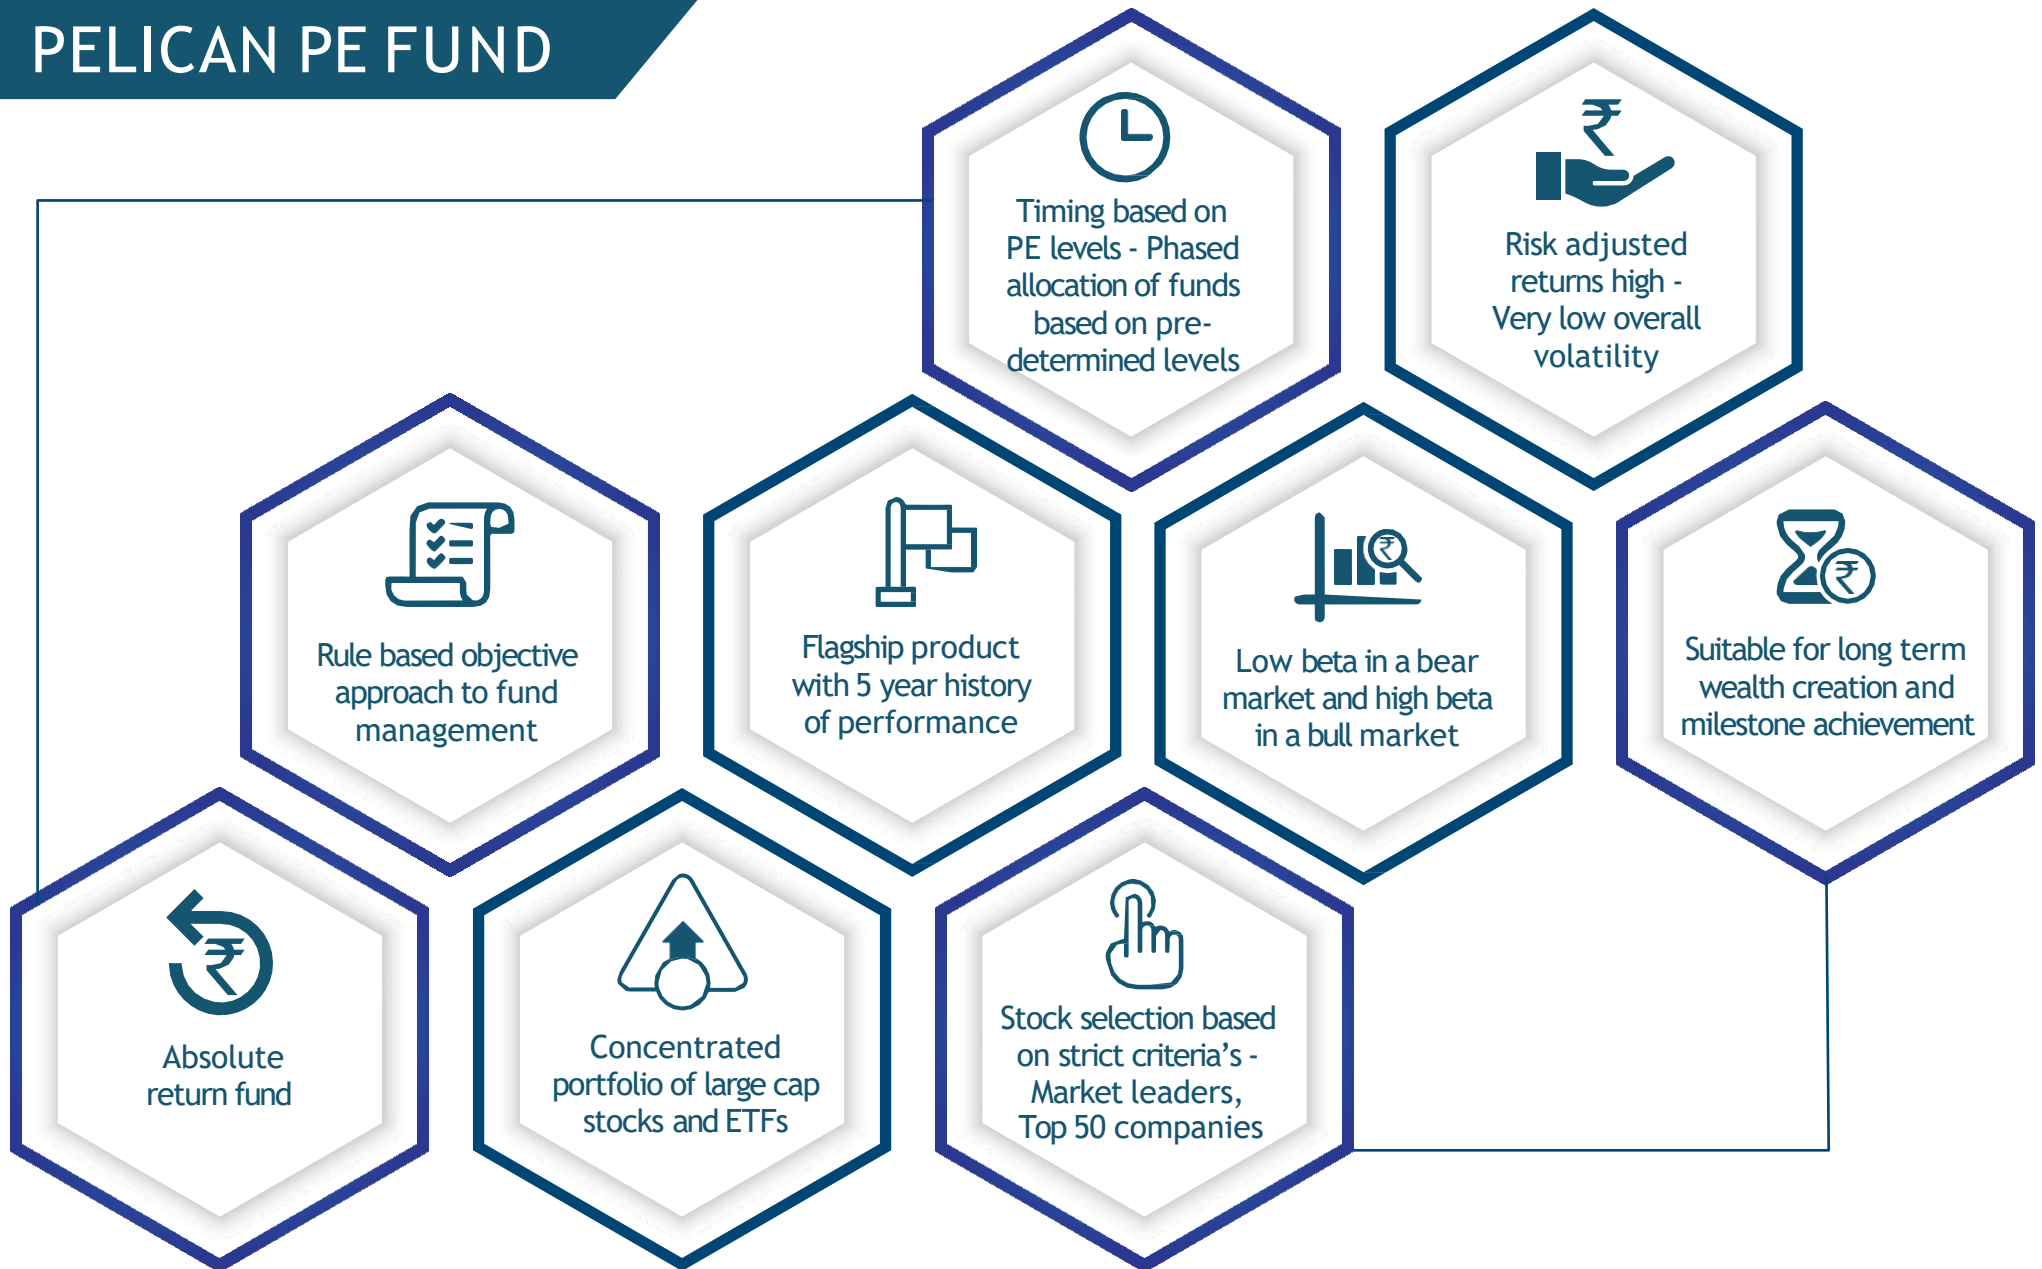 PELICAN PE FUND
Timing based on
PE levels - Phased
allocation of funds
based on pre-
determined levels
₹
Risk adjusted
returns high -
Very low overall
volatility
Rule based objective
approach to fund
management
Flagship product
with 5 year history
of performance
₹
Low beta in a bear
market and high beta
in a bull market
₹
Suitable for long term
wealth creation and
milestone achievement
₹
Absolute
return fund
Concentrated
portfolio of large cap
stocks and ETFs
Stock selection based
on strict criteria’s -
Market leaders,
Top 50 companies